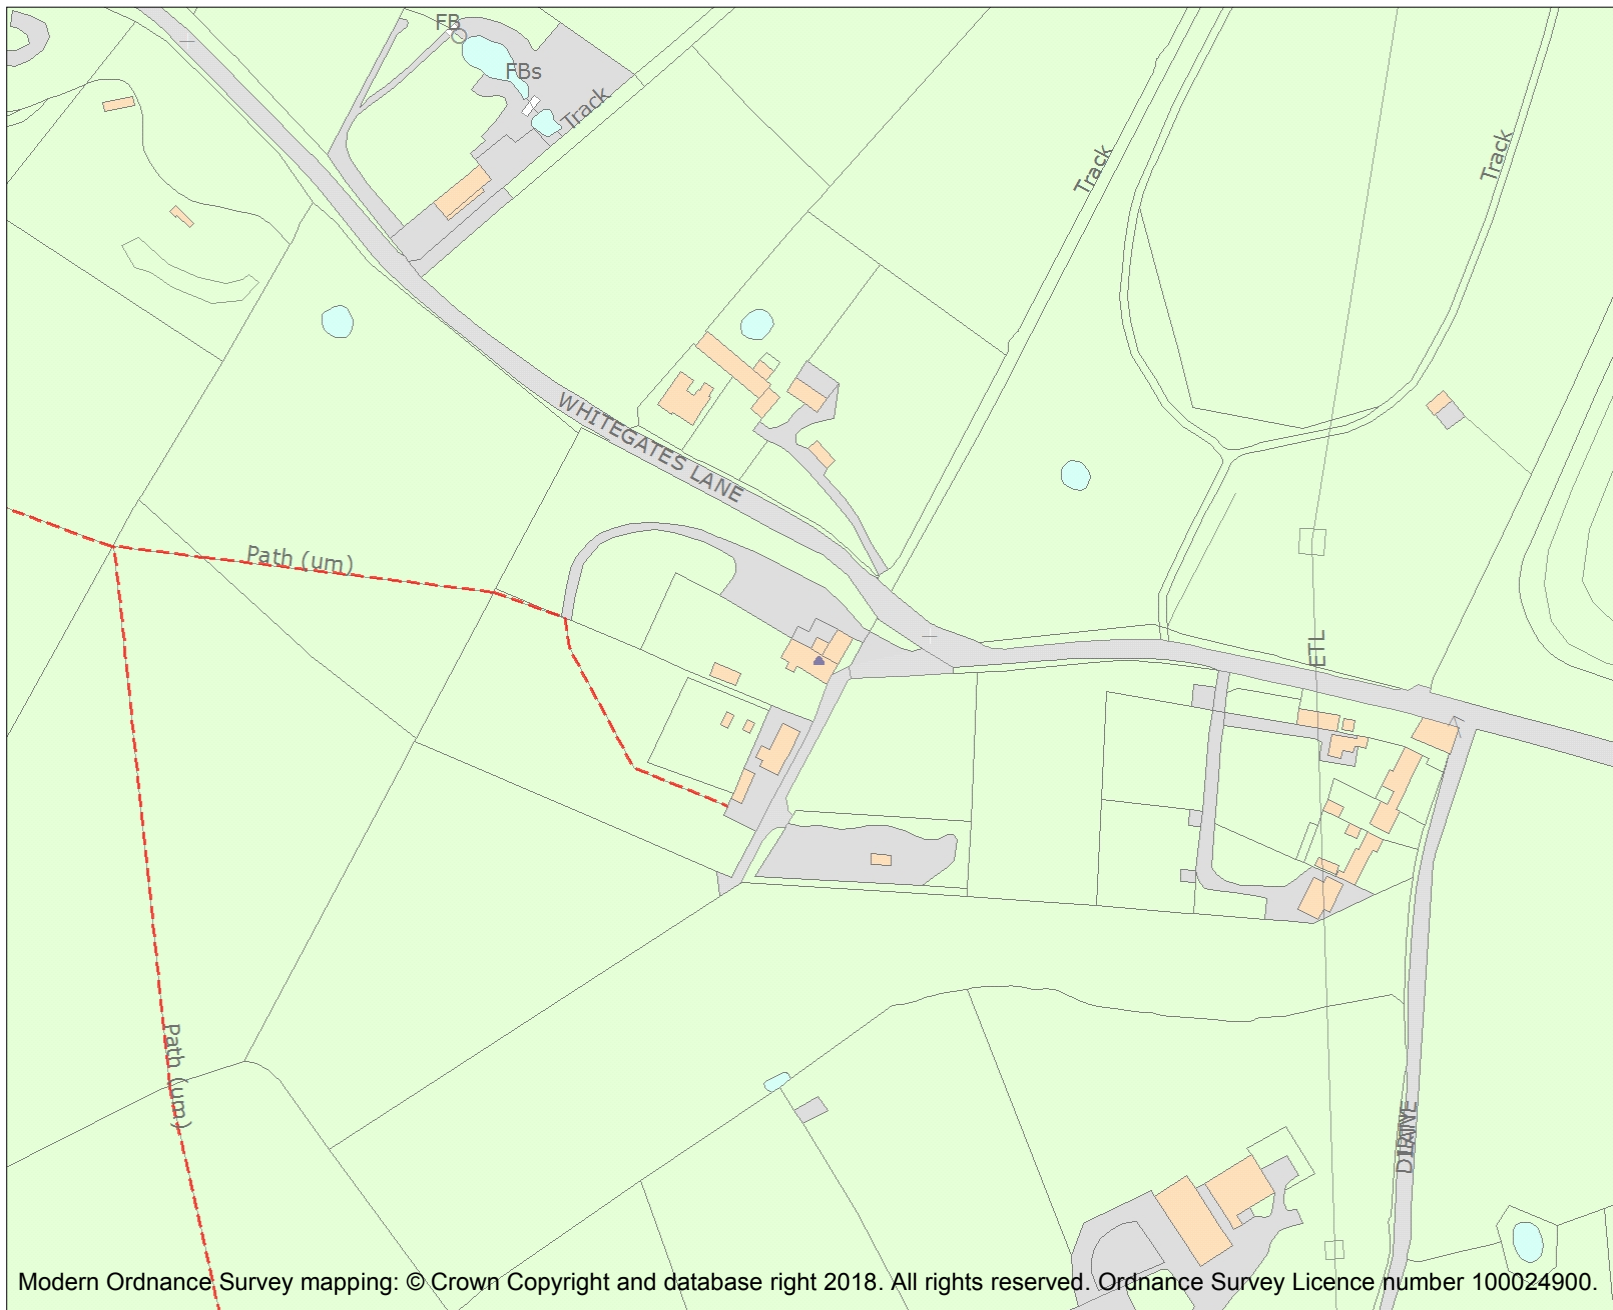 FB
FBs
Track
Track
Track
WHITEGATES LANE
Path (um)
ETL
Path (um)
Modern Ordnance Survey mapping: © Crown Copyright and database right 2018. All rights reserved. Ordnance Survey Licence number 100024900.